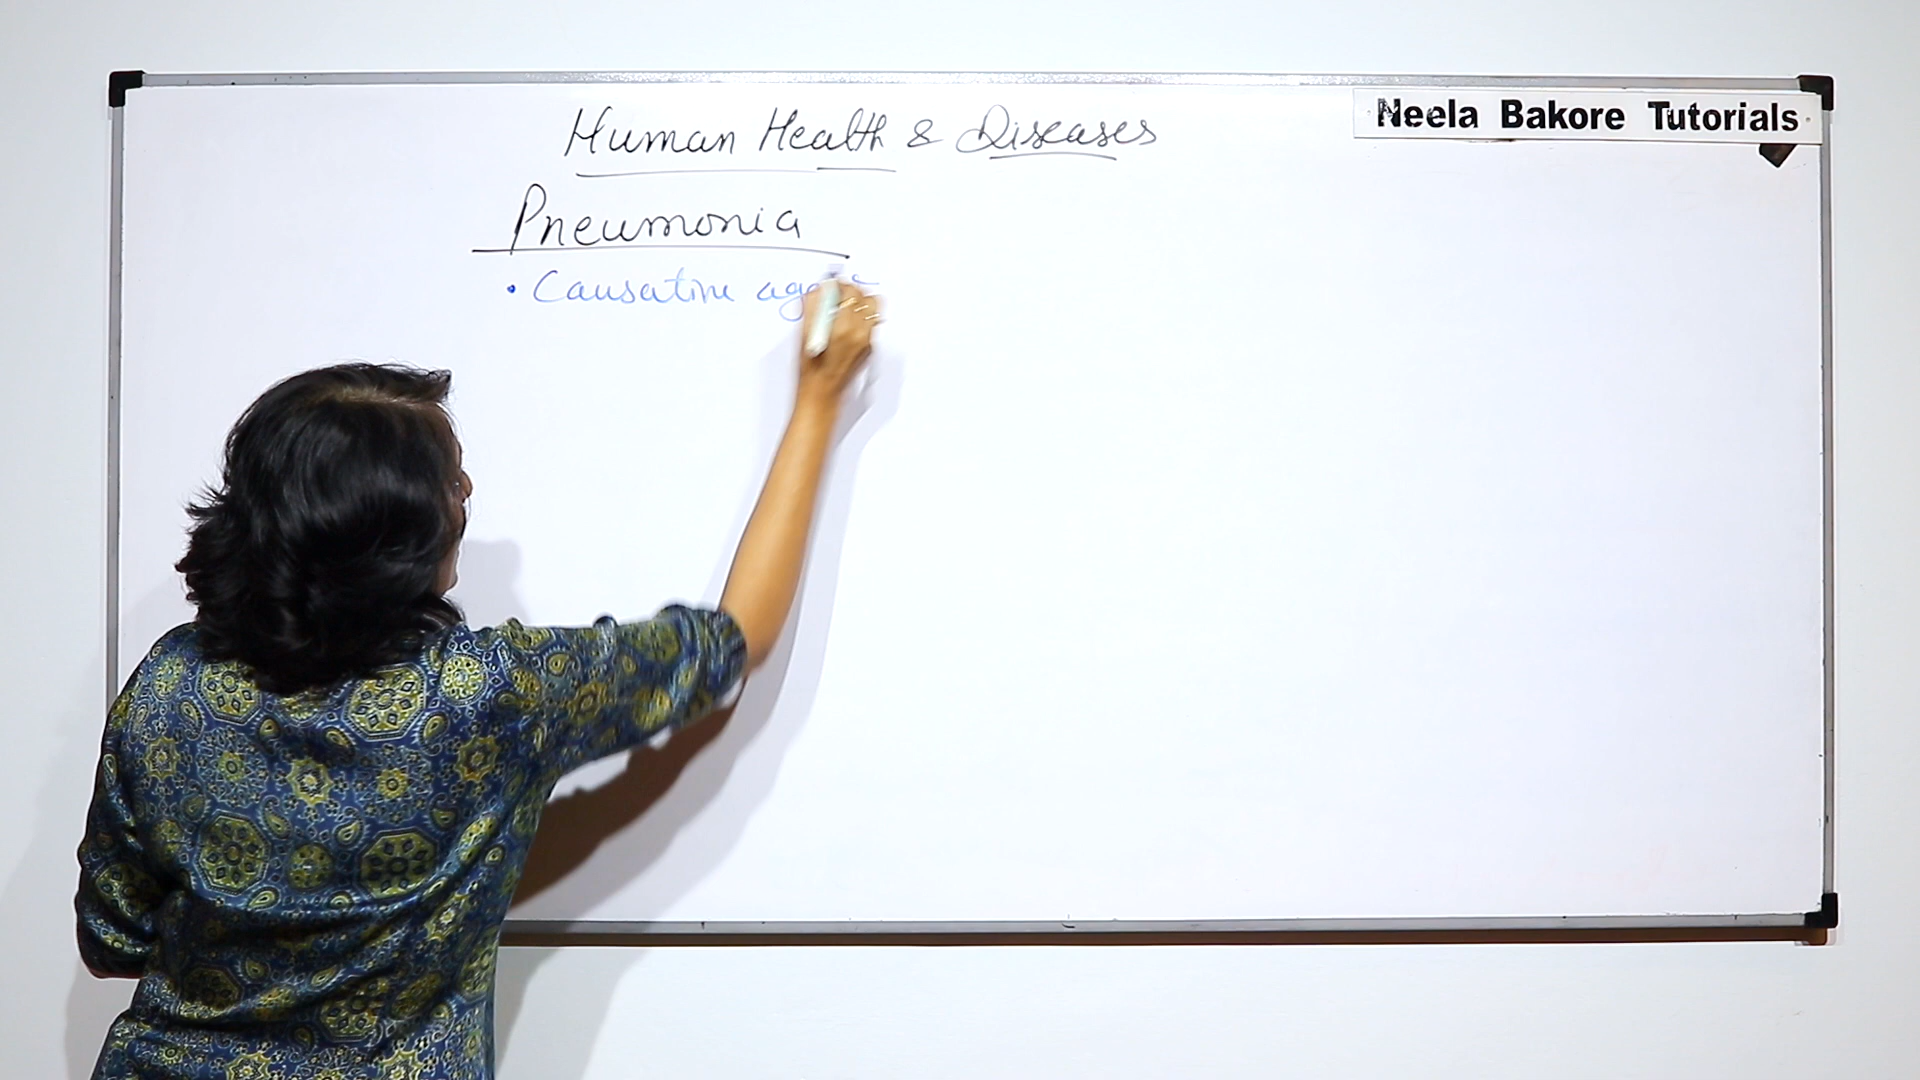 Neela Bakore Tutorials
Human Health & Diseases
Pneumonia
• Causative